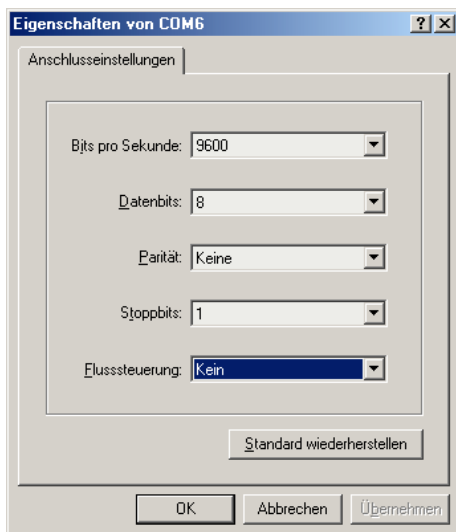 Eigenschaften von COM6
Anschlusseinstellungen
Bits pro Sekunde: 9600
Datenbits: 8
Parität: Keine
Stoppbits: 1
Flusssteuerung: Kein
Standard wiederherstellen
OK Abbrechen Übernehmen